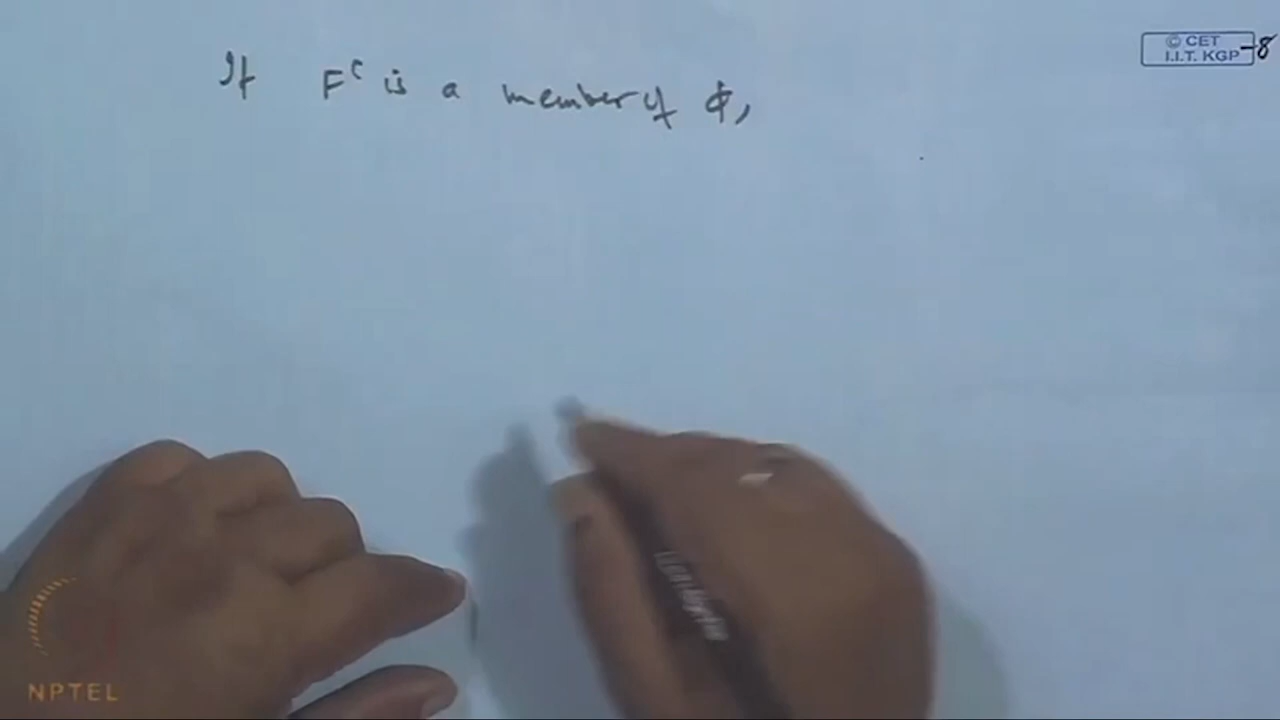 If F^c is a member of Φ,
© CET
I.I.T. KGP -8
NPTEL